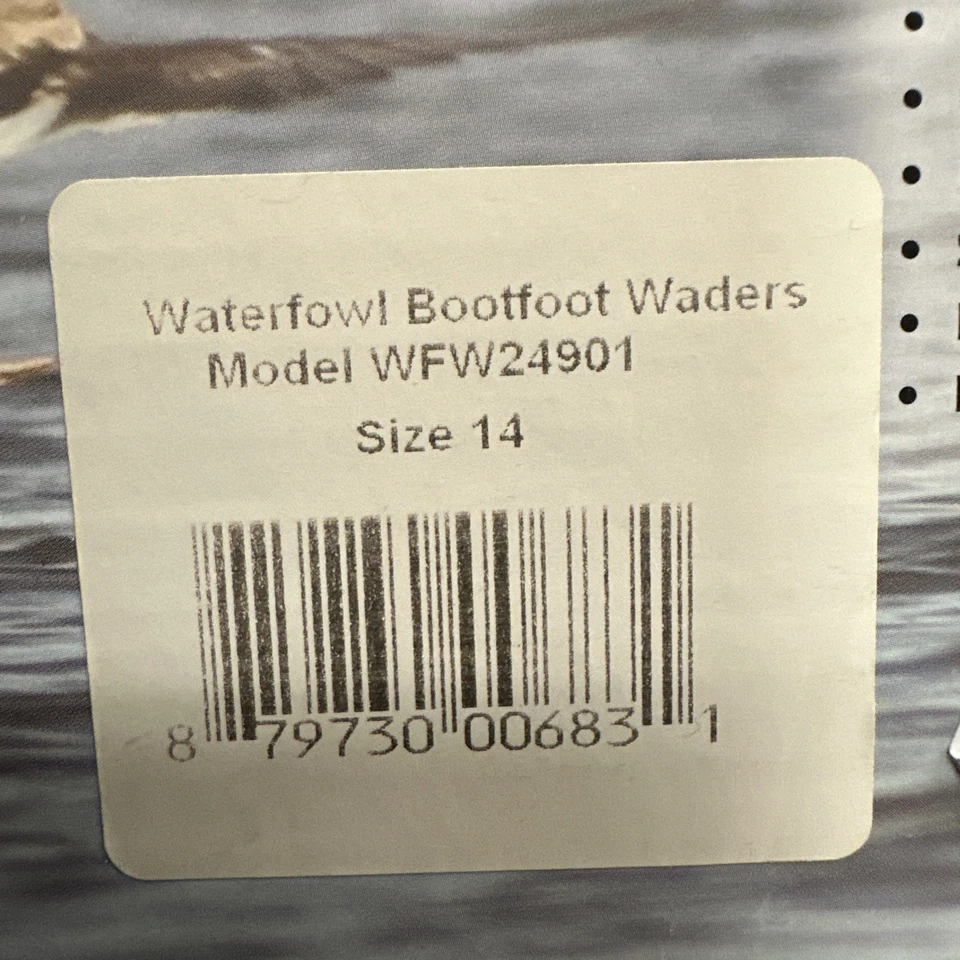 Waterfowl Bootfoot Waders
Model WFW24901
Size 14
8 79730 00683 1